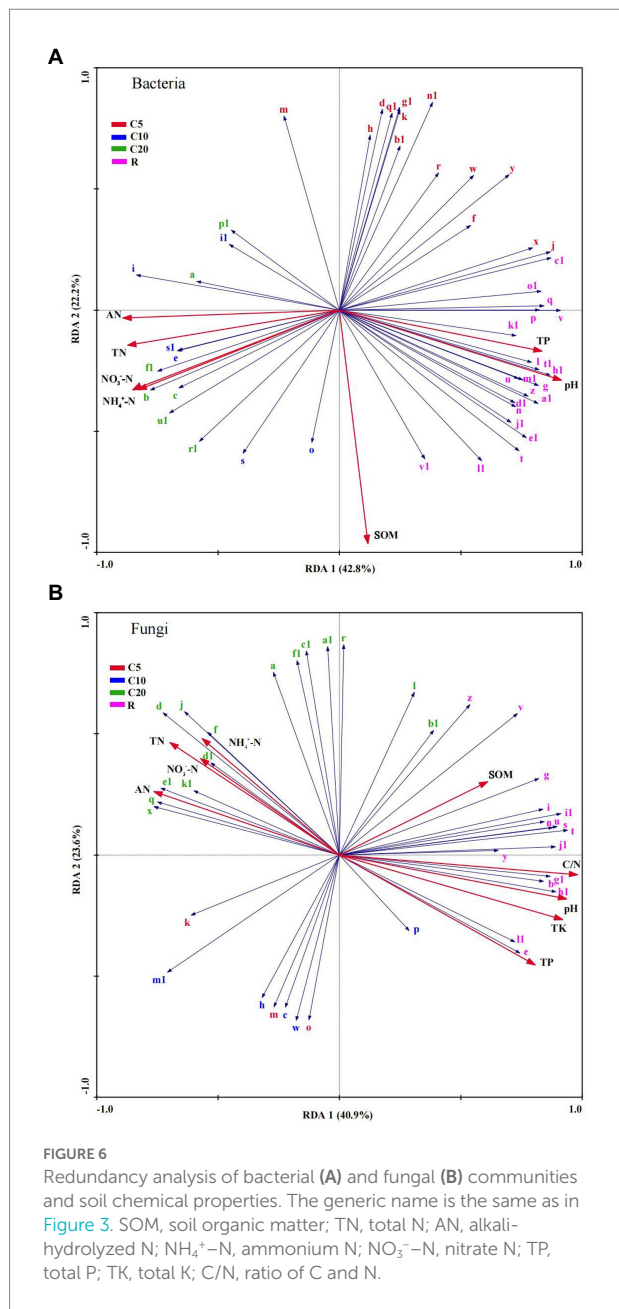 A
1.0
Bacteria
C5
C10
C20
R
m
d
q1
g1
n1
k
h
b1
r
w
y
f
p1
i1
x
j
c1
i
a
o1
q
AN
p
v
k1
TN
s1
e
TP
f1
l
t1
h1
u
m1
pH
NO₃⁻-N
g
z
NH₄⁺-N
b
c
d1
a1
n
u1
j1
e1
r1
s
o
t
v1
l1
SOM
RDA 2 (22.2%)
-1.0
-1.0
RDA 1 (42.8%)
1.0
B
1.0
Fungi
C5
C10
C20
R
a
f1
c1
a1
r
d
j
f
l
z
v
b1
TN
NH₄⁺-N
NO₃⁻-N
d1
SOM
g
AN
e1
k1
q
x
i
i1
n
u
s
t
j1
y
C/N
b
g1
h1
pH
k
p
TK
l1
e
TP
m1
h
m
c
w
o
RDA 2 (23.6%)
-1.0
-1.0
RDA 1 (40.9%)
1.0
FIGURE 6
Redundancy analysis of bacterial (A) and fungal (B) communities
and soil chemical properties. The generic name is the same as in
Figure 3. SOM, soil organic matter; TN, total N; AN, alkali-
hydrolyzed N; NH₄⁺–N, ammonium N; NO₃⁻–N, nitrate N; TP,
total P; TK, total K; C/N, ratio of C and N.